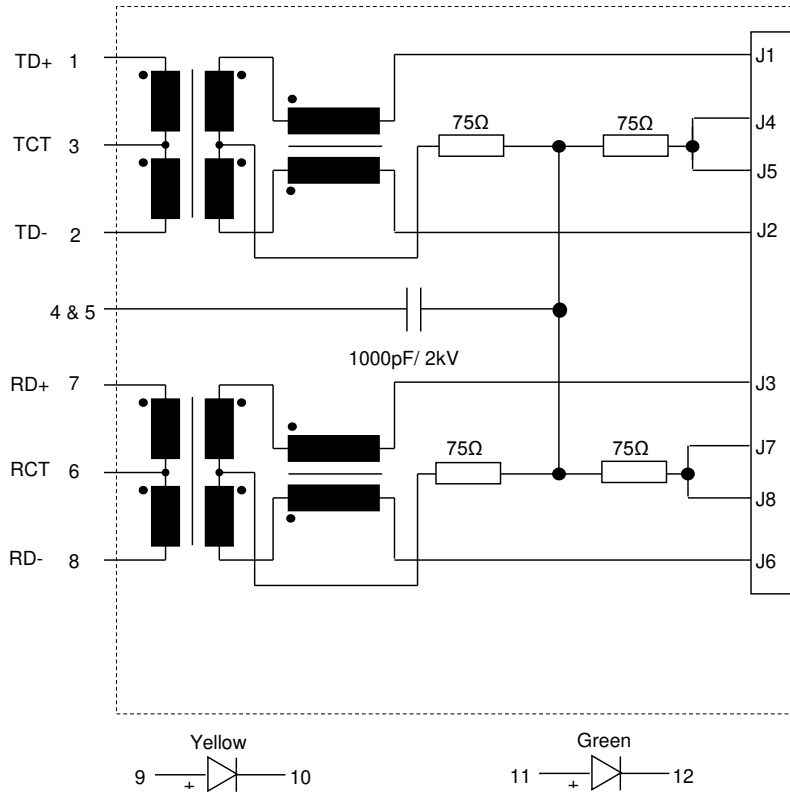 TD+ 1 J1
75Ω 75Ω J4
TCT 3
J5
TD- 2 J2
4 & 5
1000pF/ 2kV
RD+ 7 J3
75Ω 75Ω J7
RCT 6
J8
RD- 8 J6
Yellow Green
9 + 10 11 + 12